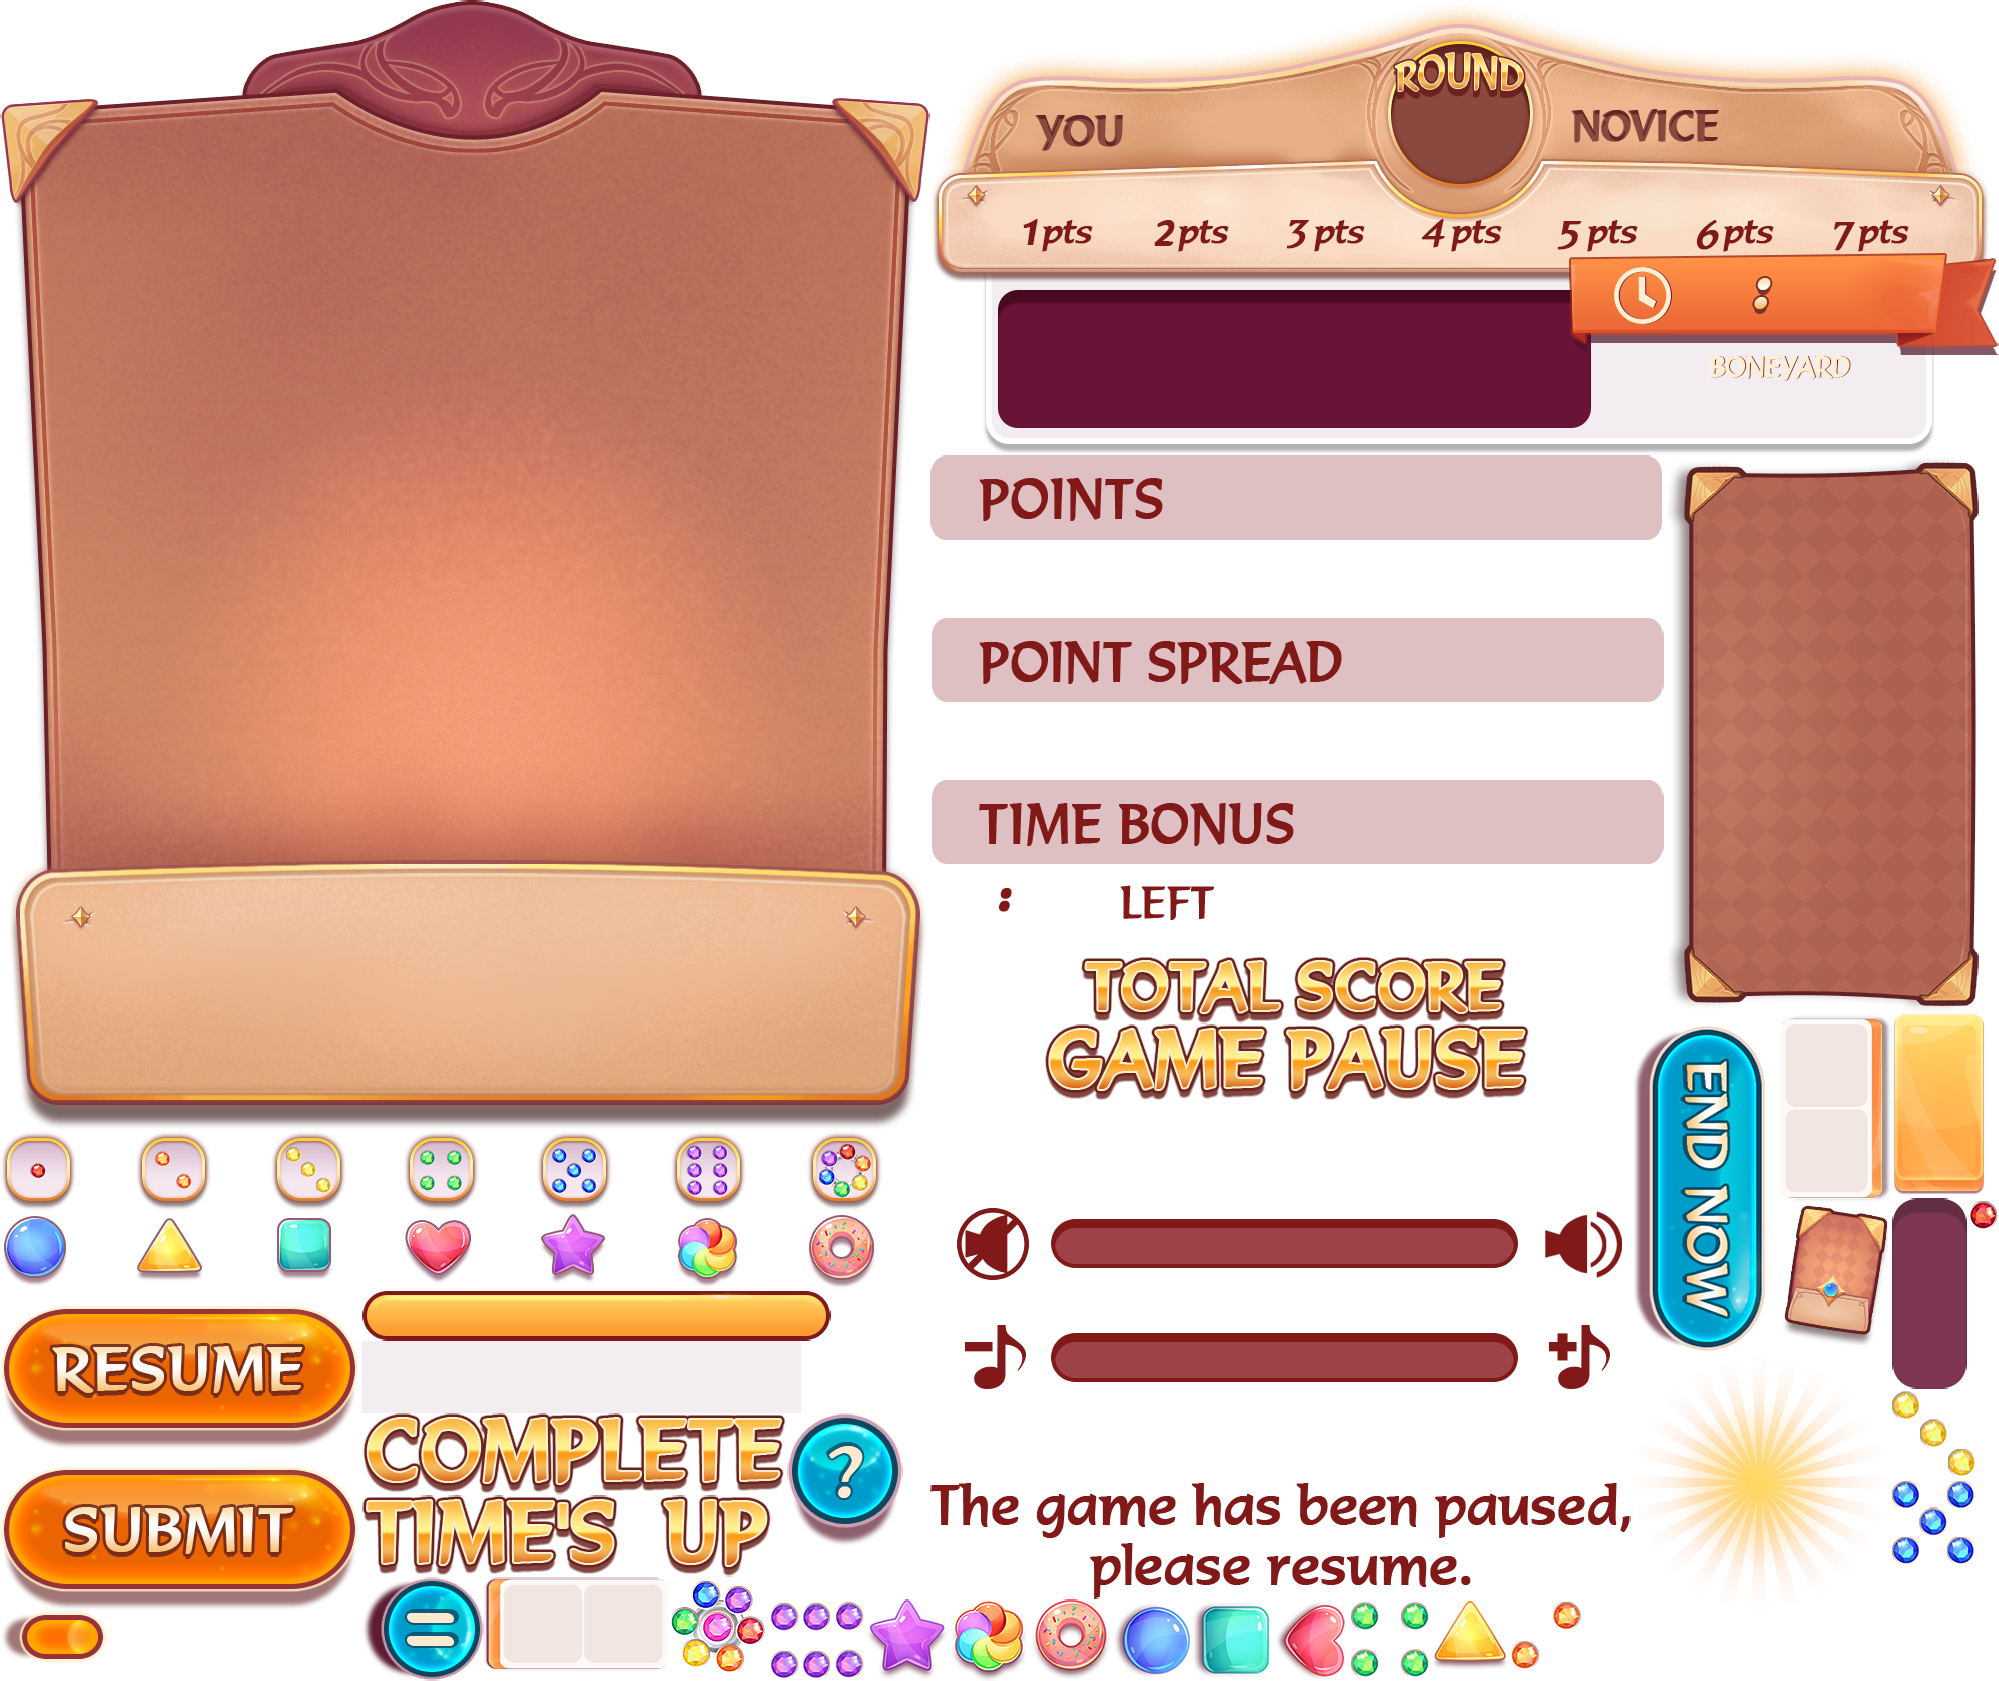 ROUND
YOU
NOVICE
1pts 2pts 3pts 4pts 5pts 6pts 7pts
:
BONEYARD
POINTS
POINT SPREAD
TIME BONUS
: LEFT
TOTAL SCORE
GAME PAUSE
END NOW
RESUME
COMPLETE
?
SUBMIT
TIME'S UP
The game has been paused,
please resume.